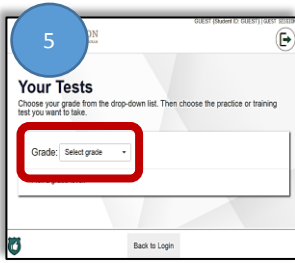 5
GUEST (Student ID: GUEST) | GUEST SESSION
ON
Your Tests
Choose your grade from the drop-down list. Then choose the practice or training
test you want to take.
Grade: Select grade
Back to Login